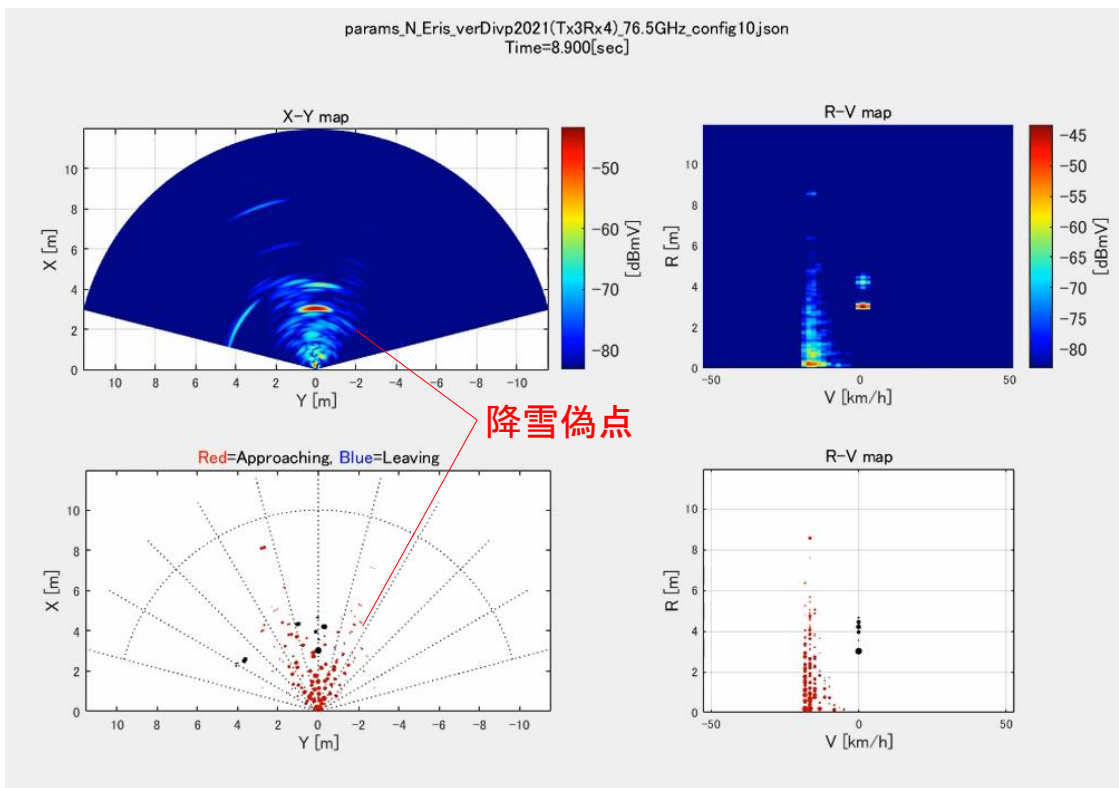 params_N_Eris_verDivp2021(Tx3Rx4)_76.5GHz_config10.json
Time=8.900[sec]
X-Y map
X [m]
10
8
6
4
2
0
10 8 6 4 2 0 -2 -4 -6 -8 -10
Y [m]
-50
-60
-70
-80
[dBmV]
R-V map
R [m]
10
8
6
4
2
0
-50 0 50
V [km/h]
-45
-50
-55
-60
-65
-70
-75
-80
[dBmV]
降雪偽点
Red=Approaching, Blue=Leaving
X [m]
10
8
6
4
2
0
10 8 6 4 2 0 -2 -4 -6 -8 -10
Y [m]
R-V map
R [m]
10
8
6
4
2
0
-50 0 50
V [km/h]